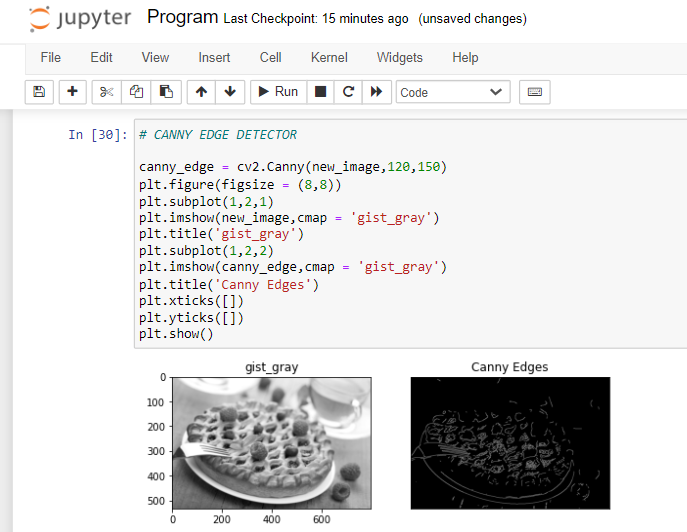 jupyter Program Last Checkpoint: 15 minutes ago (unsaved changes)
File Edit View Insert Cell Kernel Widgets Help
Run Code
In [30]: # CANNY EDGE DETECTOR
canny_edge = cv2.Canny(new_image,120,150)
plt.figure(figsize = (8,8))
plt.subplot(1,2,1)
plt.imshow(new_image,cmap = 'gist_gray')
plt.title('gist_gray')
plt.subplot(1,2,2)
plt.imshow(canny_edge,cmap = 'gist_gray')
plt.title('Canny Edges')
plt.xticks([])
plt.yticks([])
plt.show()
gist_gray
0
100
200
300
400
500
0 200 400 600
Canny Edges